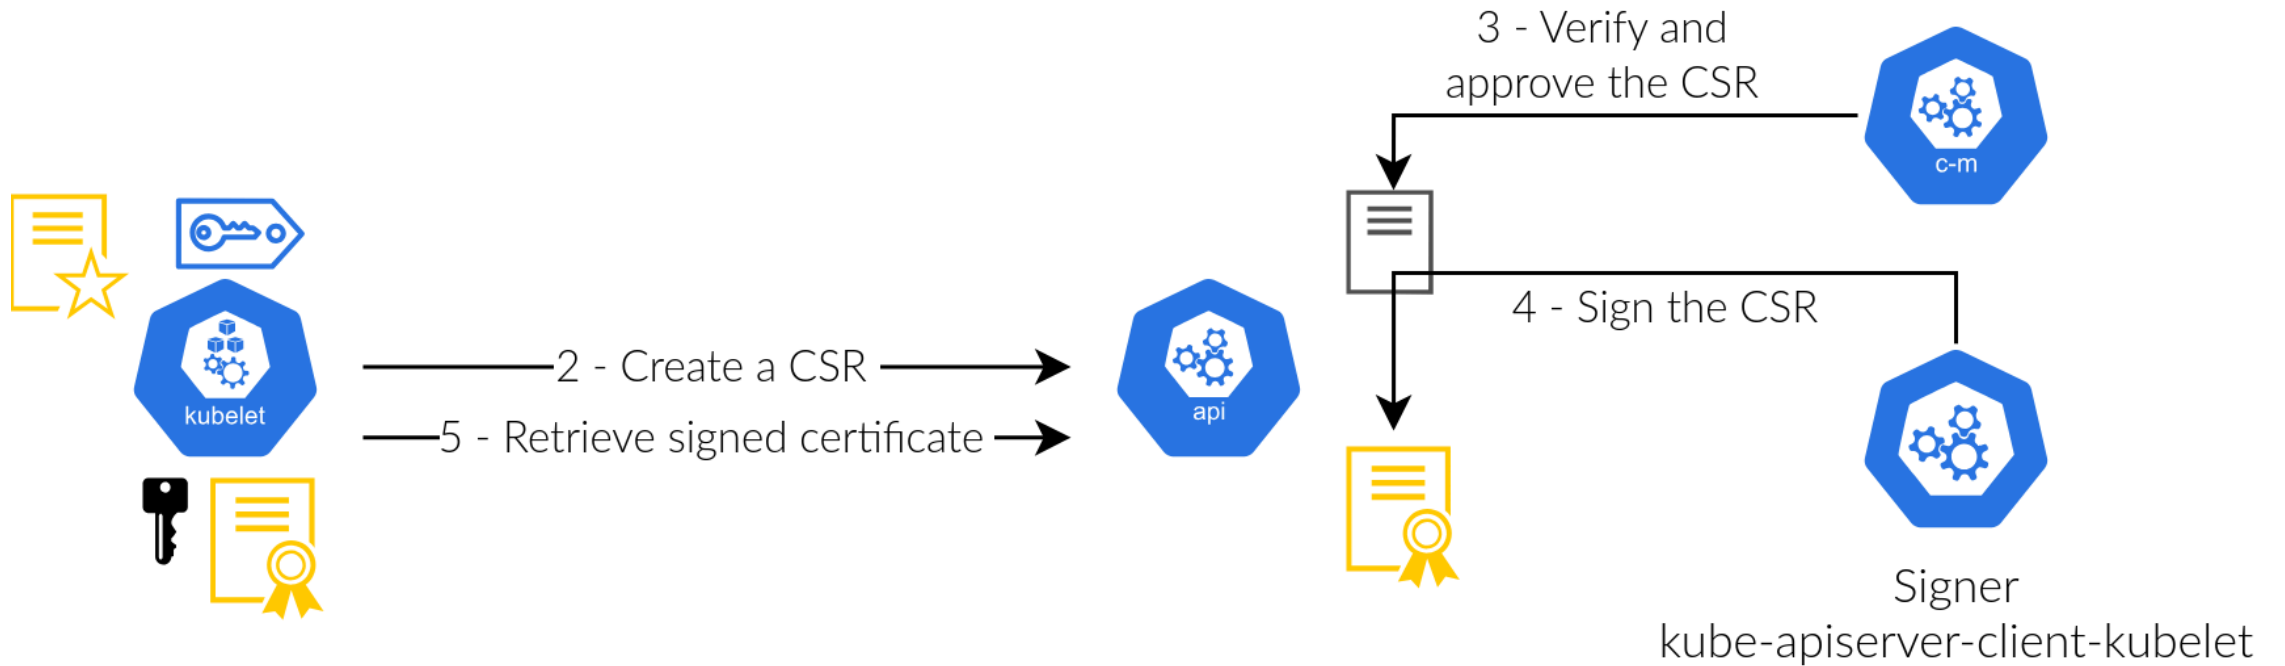 3 - Verify and
approve the CSR
c-m
4 - Sign the CSR
2 - Create a CSR
kubelet
api
5 - Retrieve signed certificate
Signer
kube-apiserver-client-kubelet